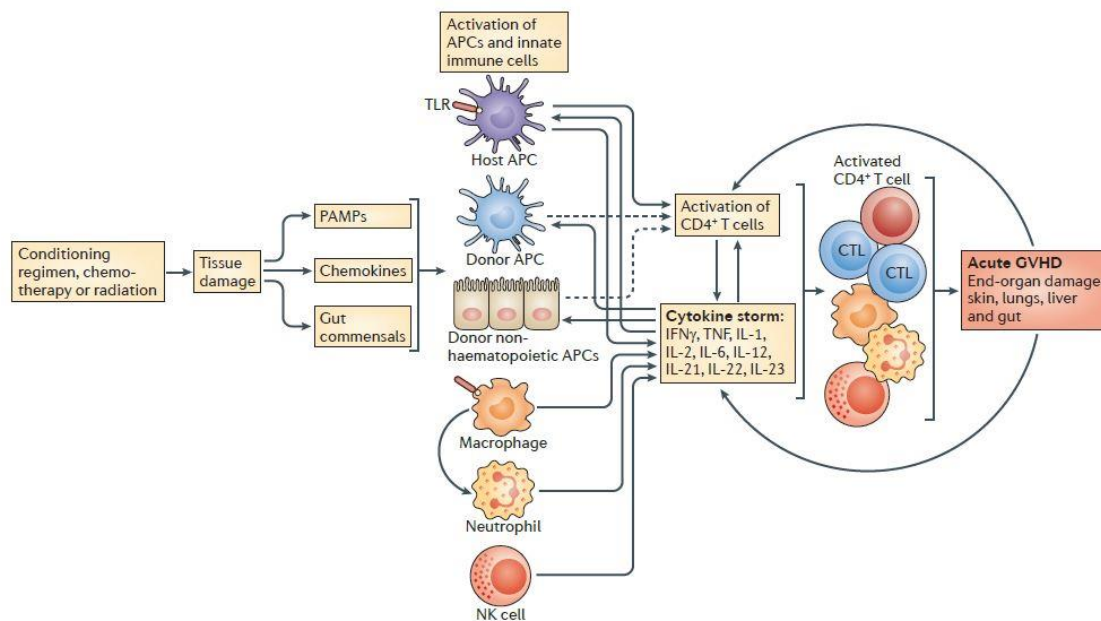 Activation of
APCs and innate
immune cells
TLR
Host APC
Donor APC
Donor non-
haematopoietic APCs
Macrophage
Neutrophil
NK cell
Conditioning
regimen, chemo-
therapy or radiation
Tissue
damage
PAMPs
Chemokines
Gut
commensals
Activation of
CD4⁺ T cells
Cytokine storm:
IFNγ, TNF, IL-1,
IL-2, IL-6, IL-12,
IL-21, IL-22, IL-23
Activated
CD4⁺ T cell
CTL
CTL
Acute GVHD
End-organ damage
skin, lungs, liver
and gut